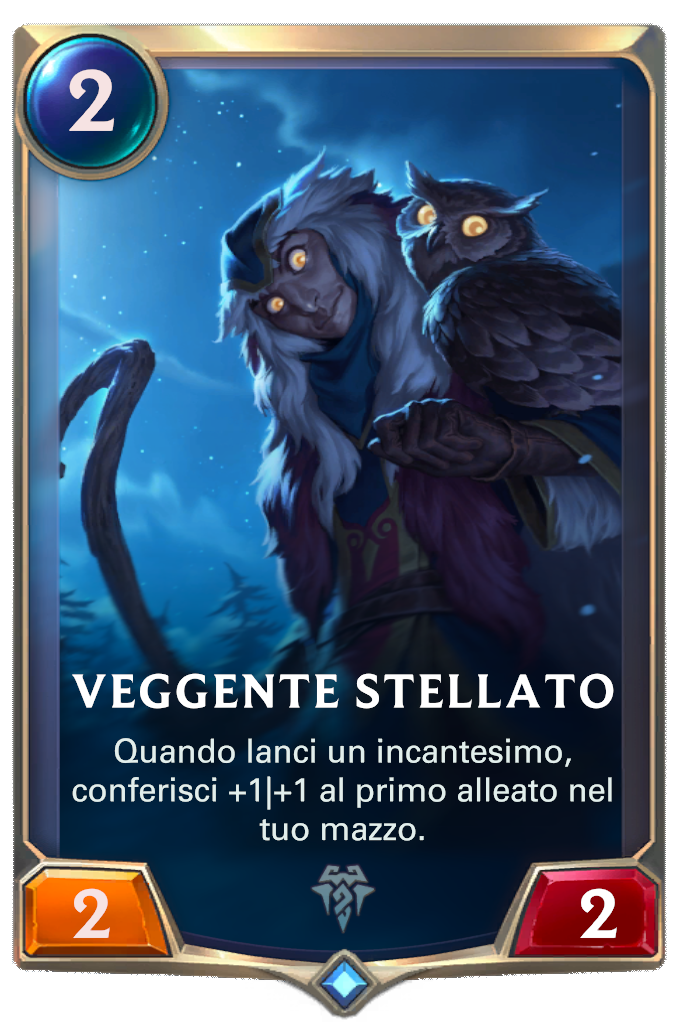 2
VEGGENTE STELLATO
Quando lanci un incantesimo,
conferisci +1|+1 al primo alleato nel
tuo mazzo.
2
2